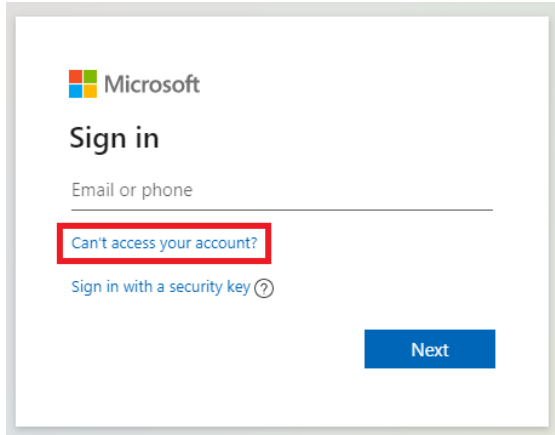 Microsoft
Sign in
Email or phone
Can't access your account?
Sign in with a security key ?
Next